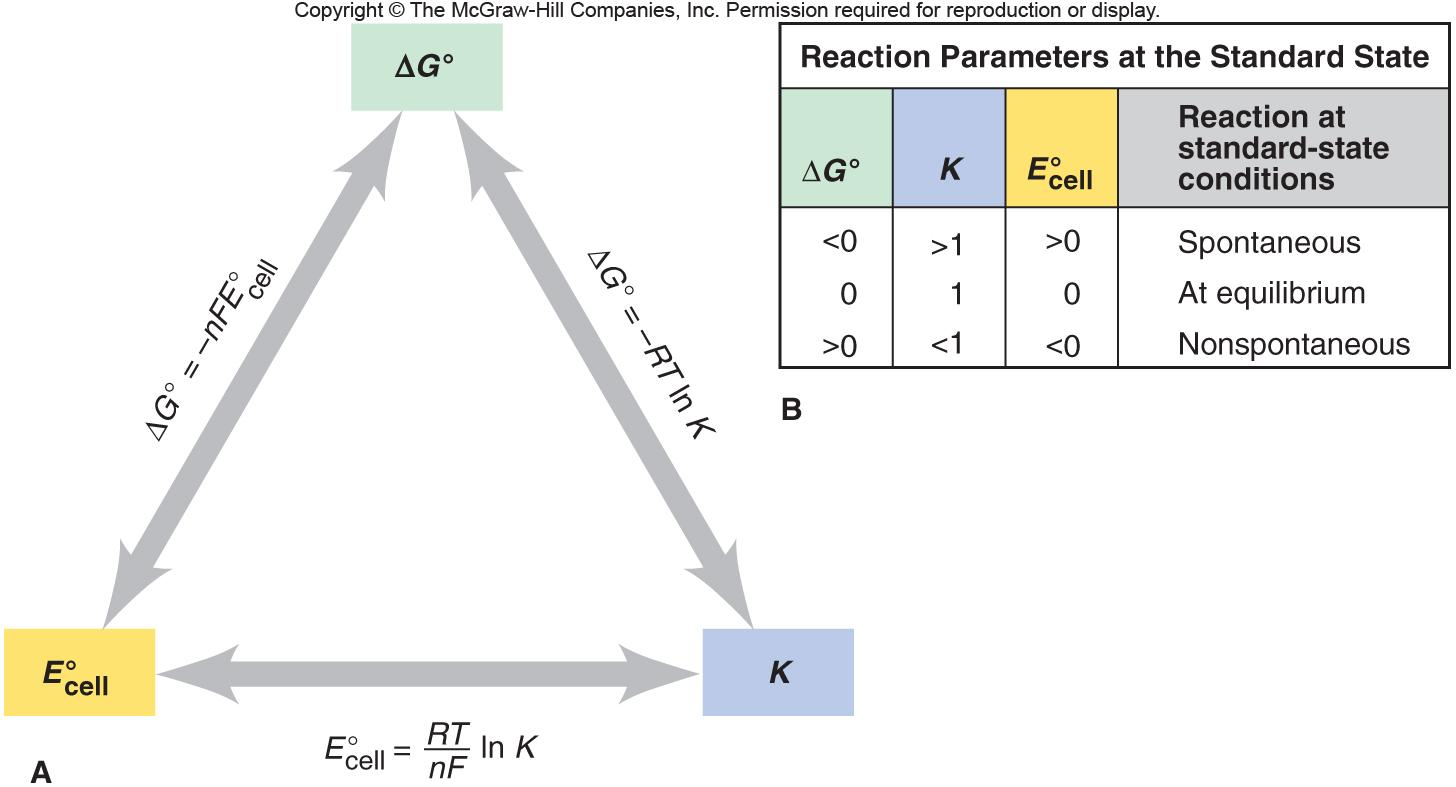 Copyright © The McGraw-Hill Companies, Inc. Permission required for reproduction or display.
ΔG°
ΔG° = –nFE°cell
ΔG° = –RT ln K
E°cell
K
E°cell = RT/nF ln K
A
Reaction Parameters at the Standard State
ΔG°
K
E°cell
Reaction at
standard-state
conditions
<0 >1 >0 Spontaneous
0 1 0 At equilibrium
>0 <1 <0 Nonspontaneous
B